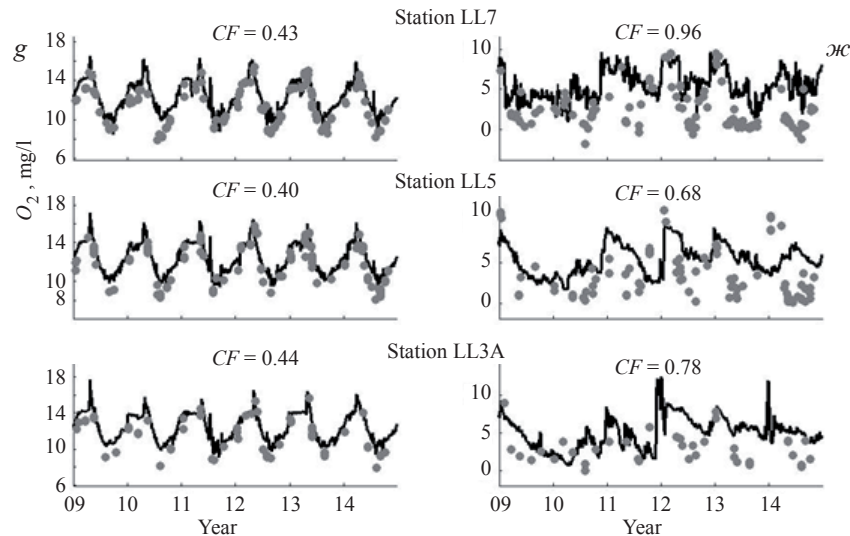 Station LL7
g
ж
CF = 0.43
CF = 0.96
18
14
10
6
10
5
0
O2, mg/l
Station LL5
CF = 0.40
CF = 0.68
18
14
10
8
10
5
0
Station LL3A
CF = 0.44
CF = 0.78
18
14
10
6
10
5
0
09 10 11 12 13 14
09 10 11 12 13 14
Year
Year